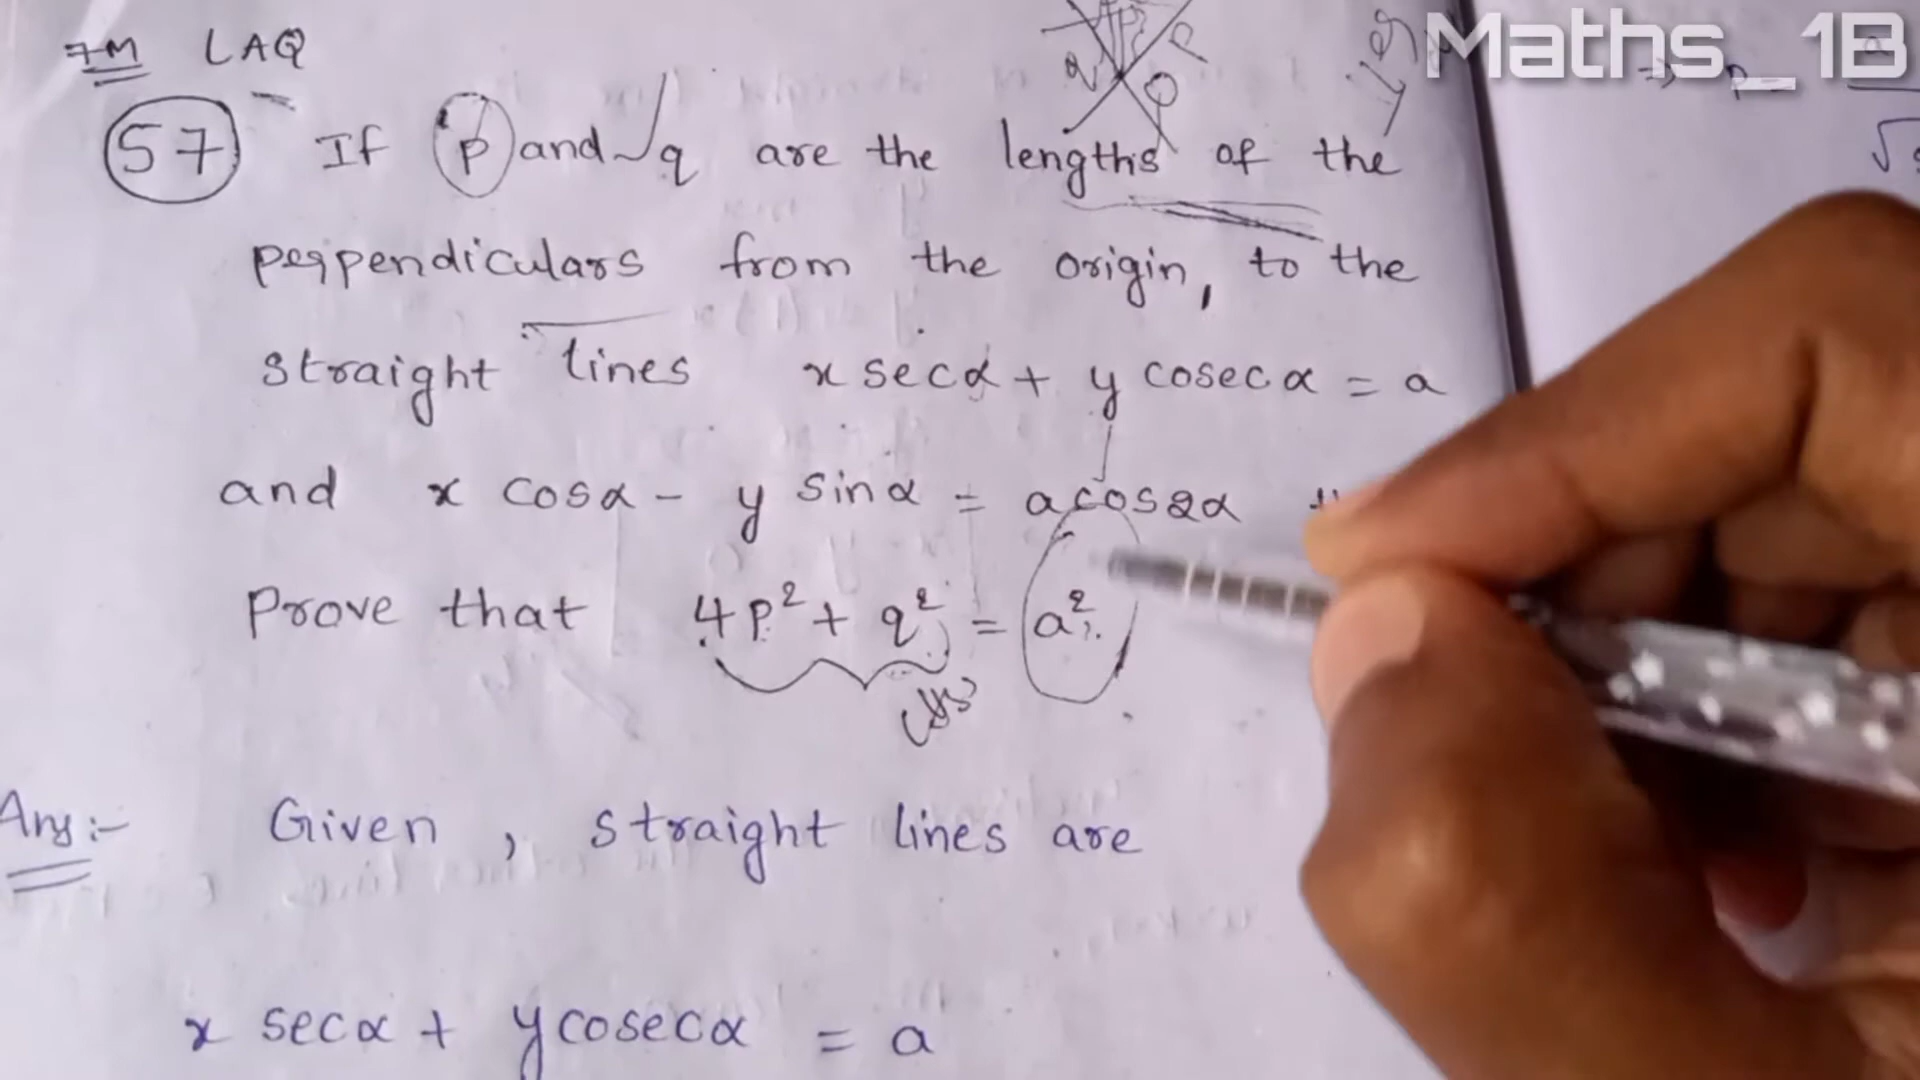 Maths_1B
7M LAQ
57 If p and q are the lengths of the
perpendiculars from the origin, to the
straight lines x secα + y cosecα = a
and x cosα - y sinα = a cos2α
Prove that 4p² + q² = a².
Ans:- Given, straight lines are
x secα + y cosecα = a